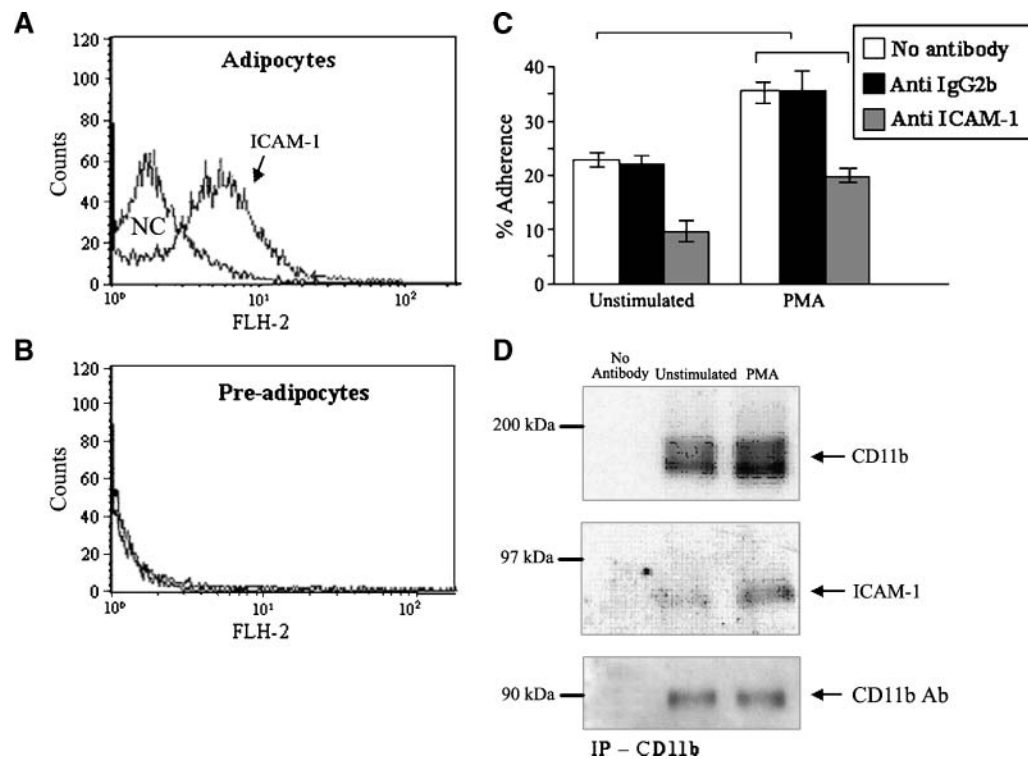 A
Adipocytes
Counts
120
100
80
60
40
20
0
NC
ICAM-1
10⁰
10¹
10²
FLH-2
B
Pre-adipocytes
Counts
120
100
80
60
40
20
0
10⁰
10¹
10²
FLH-2
C
No antibody
Anti IgG2b
Anti ICAM-1
% Adherence
40
30
20
10
0
Unstimulated
PMA
D
No
Antibody
Unstimulated
PMA
200 kDa
CD11b
97 kDa
ICAM-1
90 kDa
CD11b Ab
IP – CD11b